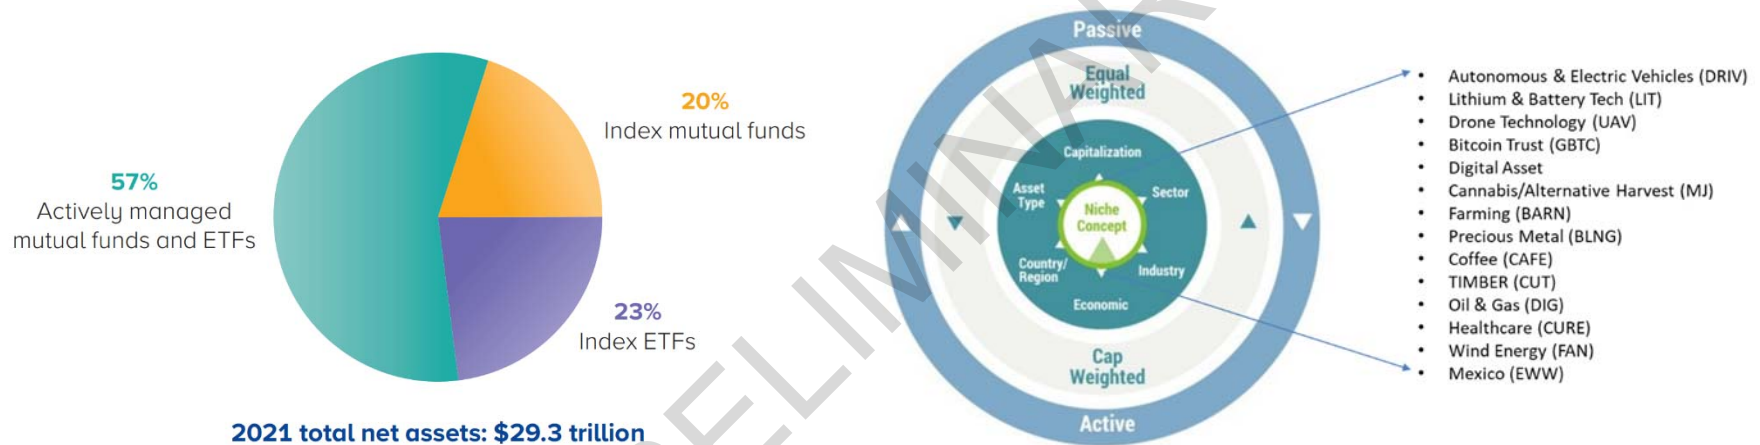 57%
Actively managed
mutual funds and ETFs
20%
Index mutual funds
23%
Index ETFs
2021 total net assets: $29.3 trillion
Passive
Equal
Weighted
Capitalization
Asset
Type
Sector
Niche
Concept
Country/
Region
Industry
Economic
Cap
Weighted
Active
• Autonomous & Electric Vehicles (DRIV)
• Lithium & Battery Tech (LIT)
• Drone Technology (UAV)
• Bitcoin Trust (GBTC)
• Digital Asset
• Cannabis/Alternative Harvest (MJ)
• Farming (BARN)
• Precious Metal (BLNG)
• Coffee (CAFE)
• TIMBER (CUT)
• Oil & Gas (DIG)
• Healthcare (CURE)
• Wind Energy (FAN)
• Mexico (EWW)
ELIMINAR